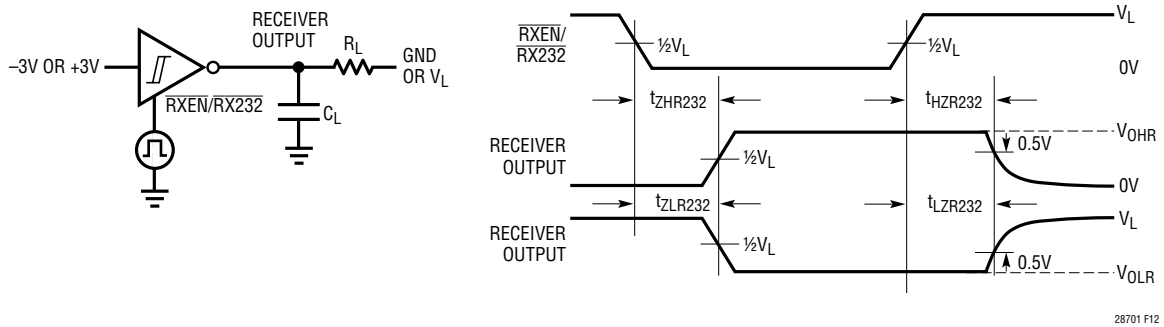 –3V OR +3V
RECEIVER
OUTPUT
RL
GND
OR VL
RXEN/RX232
CL
RXEN/
RX232
½VL
½VL
VL
0V
tZHR232
tHZR232
RECEIVER
OUTPUT
½VL
VOHR
0.5V
0V
tZLR232
tLZR232
RECEIVER
OUTPUT
½VL
VL
0.5V
VOLR
28701 F12